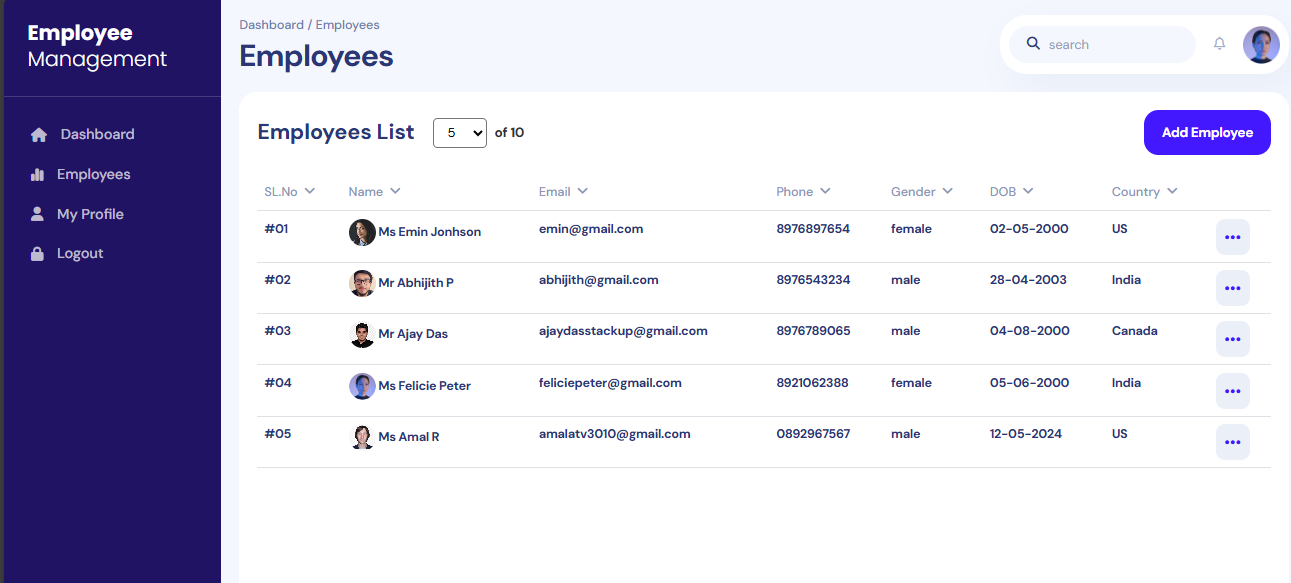 Employee
Management
Dashboard
Employees
My Profile
Logout
Dashboard / Employees
Employees
search
Employees List 5 of 10
Add Employee
SL.No Name Email Phone Gender DOB Country
#01 Ms Emin Jonhson emin@gmail.com 8976897654 female 02-05-2000 US
#02 Mr Abhijith P abhijith@gmail.com 8976543234 male 28-04-2003 India
#03 Mr Ajay Das ajaydasstackup@gmail.com 8976789065 male 04-08-2000 Canada
#04 Ms Felicie Peter feliciepeter@gmail.com 8921062388 female 05-06-2000 India
#05 Ms Amal R amalatv3010@gmail.com 0892967567 male 12-05-2024 US